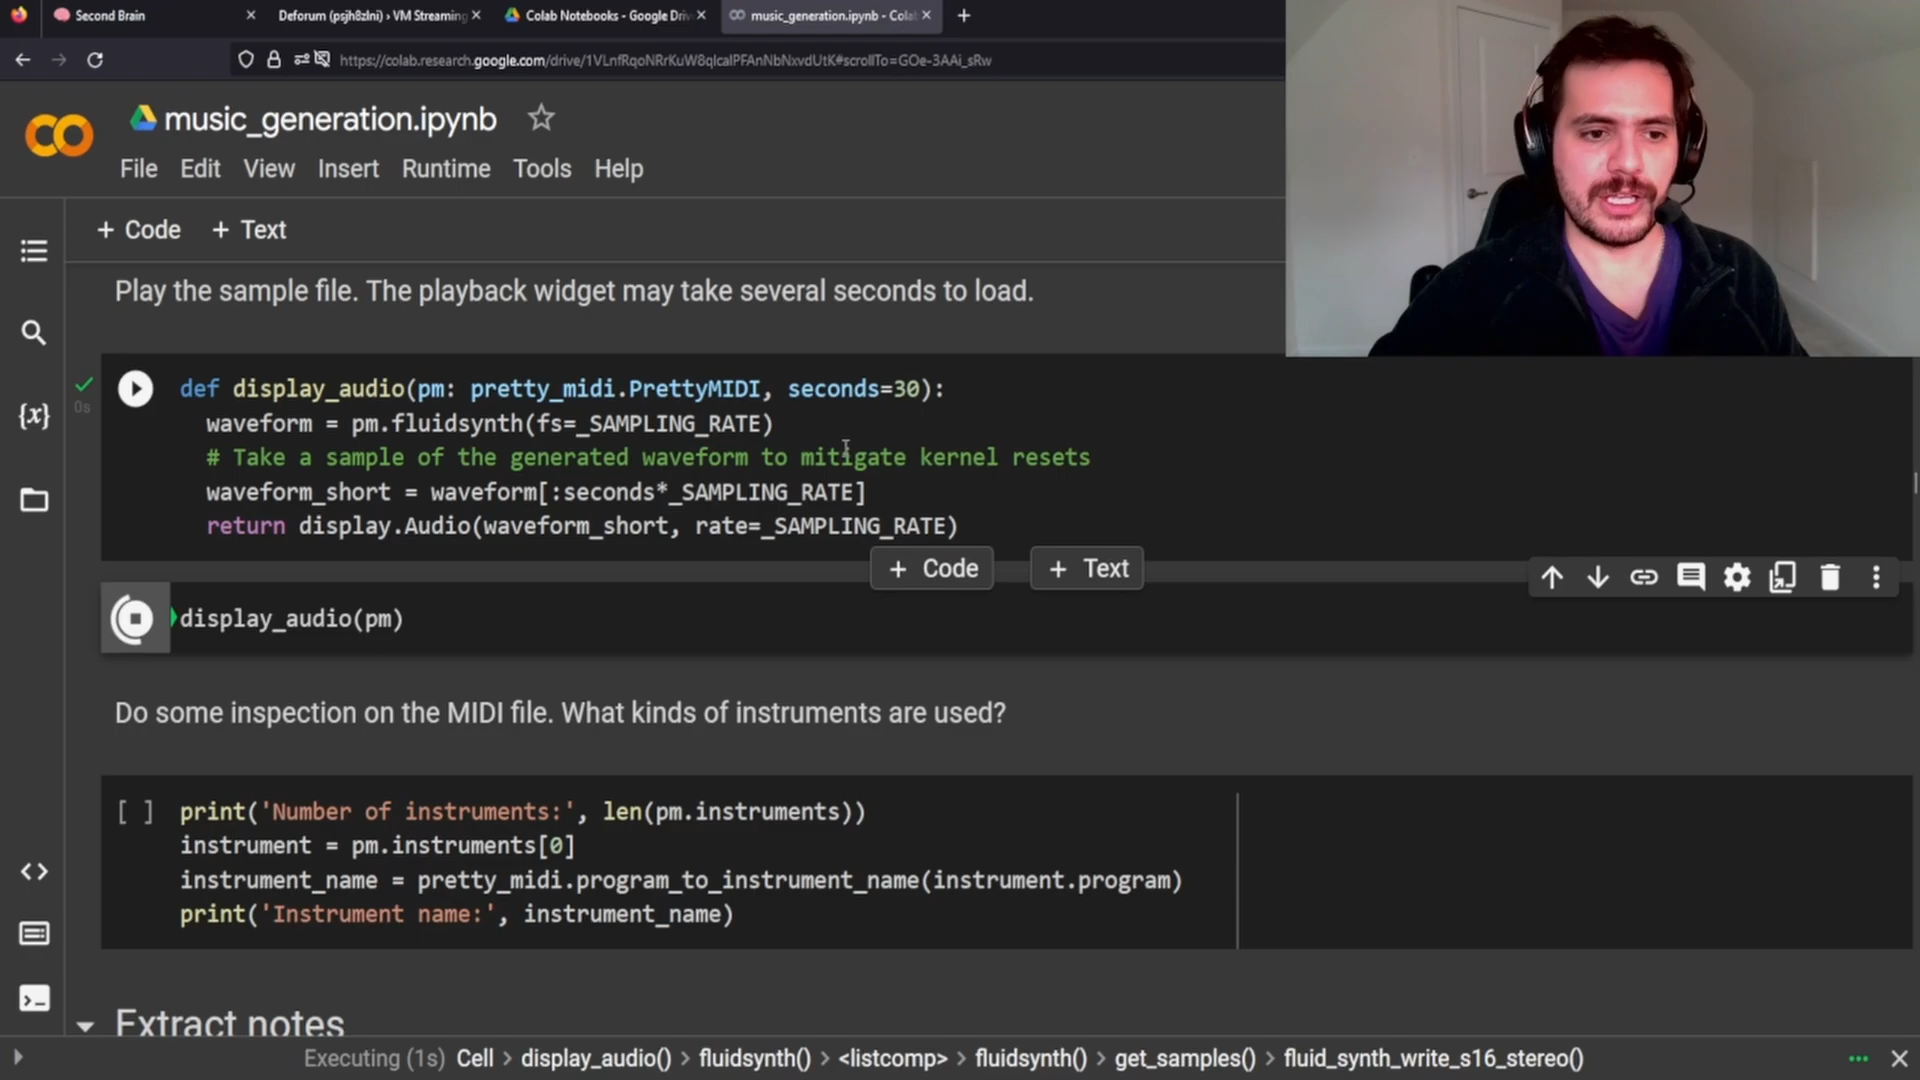 Second Brain
Deforum (psjh8zlni) › VM Streaming
Colab Notebooks - Google Driv
music_generation.ipynb - Cola
https://colab.research.google.com/drive/1VLnfRqoNRrKuW8qIcaIPFAnNbNxvdUtK#scrollTo=GOe-3AAi_sRw
music_generation.ipynb
File Edit View Insert Runtime Tools Help
+ Code + Text
Play the sample file. The playback widget may take several seconds to load.
0s
def display_audio(pm: pretty_midi.PrettyMIDI, seconds=30):
waveform = pm.fluidsynth(fs=_SAMPLING_RATE)
# Take a sample of the generated waveform to mitigate kernel resets
waveform_short = waveform[:seconds*_SAMPLING_RATE]
return display.Audio(waveform_short, rate=_SAMPLING_RATE)
+ Code + Text
display_audio(pm)
Do some inspection on the MIDI file. What kinds of instruments are used?
[ ] print('Number of instruments:', len(pm.instruments))
instrument = pm.instruments[0]
instrument_name = pretty_midi.program_to_instrument_name(instrument.program)
print('Instrument name:', instrument_name)
Extract notes
Executing (1s) Cell > display_audio() > fluidsynth() > <listcomp> > fluidsynth() > get_samples() > fluid_synth_write_s16_stereo()